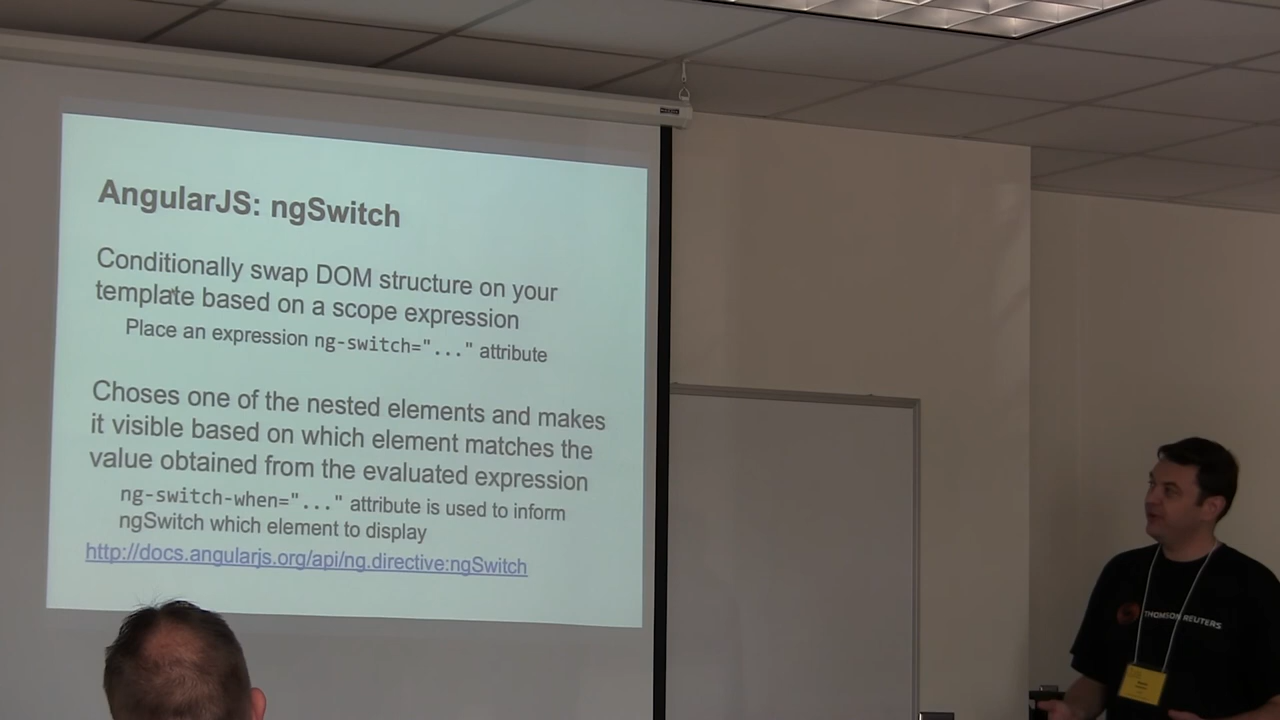 AngularJS: ngSwitch
Conditionally swap DOM structure on your
template based on a scope expression
Place an expression ng-switch="..." attribute
Choses one of the nested elements and makes
it visible based on which element matches the
value obtained from the evaluated expression
ng-switch-when="..." attribute is used to inform
ngSwitch which element to display
http://docs.angularjs.org/api/ng.directive:ngSwitch
THOMSON REUTERS